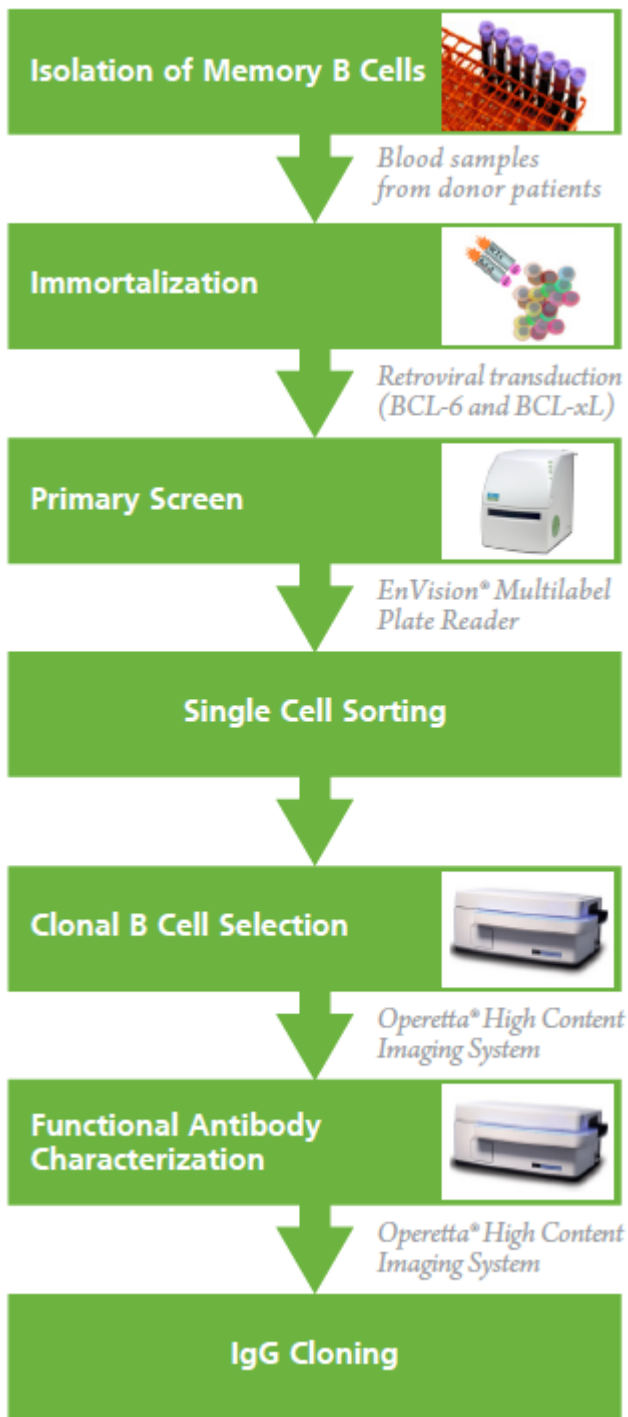 Isolation of Memory B Cells
Blood samples
from donor patients
Immortalization
Retroviral transduction
(BCL-6 and BCL-xL)
Primary Screen
EnVision® Multilabel
Plate Reader
Single Cell Sorting
Clonal B Cell Selection
Operetta® High Content
Imaging System
Functional Antibody
Characterization
Operetta® High Content
Imaging System
IgG Cloning